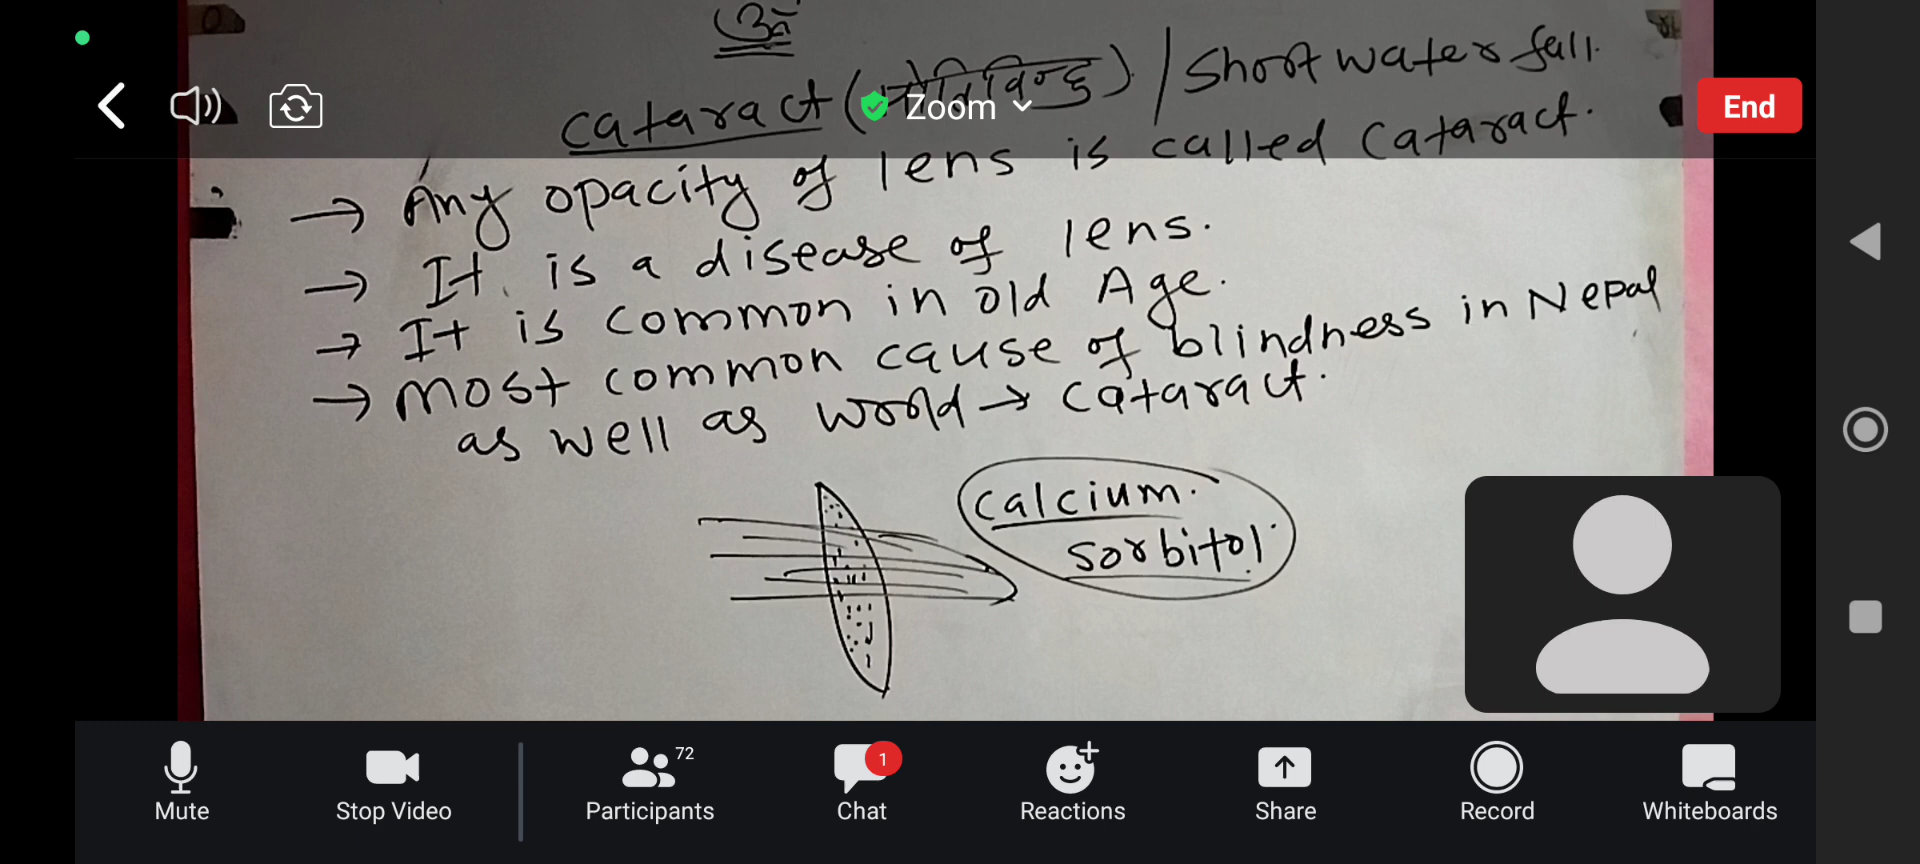 ॐ
Cataract (मोतिविन्दु) / Short water fall.
Zoom
End
→ Any opacity of lens is called Cataract.
→ It is a disease of lens.
→ It is common in old Age.
→ Most common cause of blindness in Nepal
as well as world → Cataract.
Calcium.
Sorbitol.
72
1
Mute
Stop Video
Participants
Chat
Reactions
Share
Record
Whiteboards